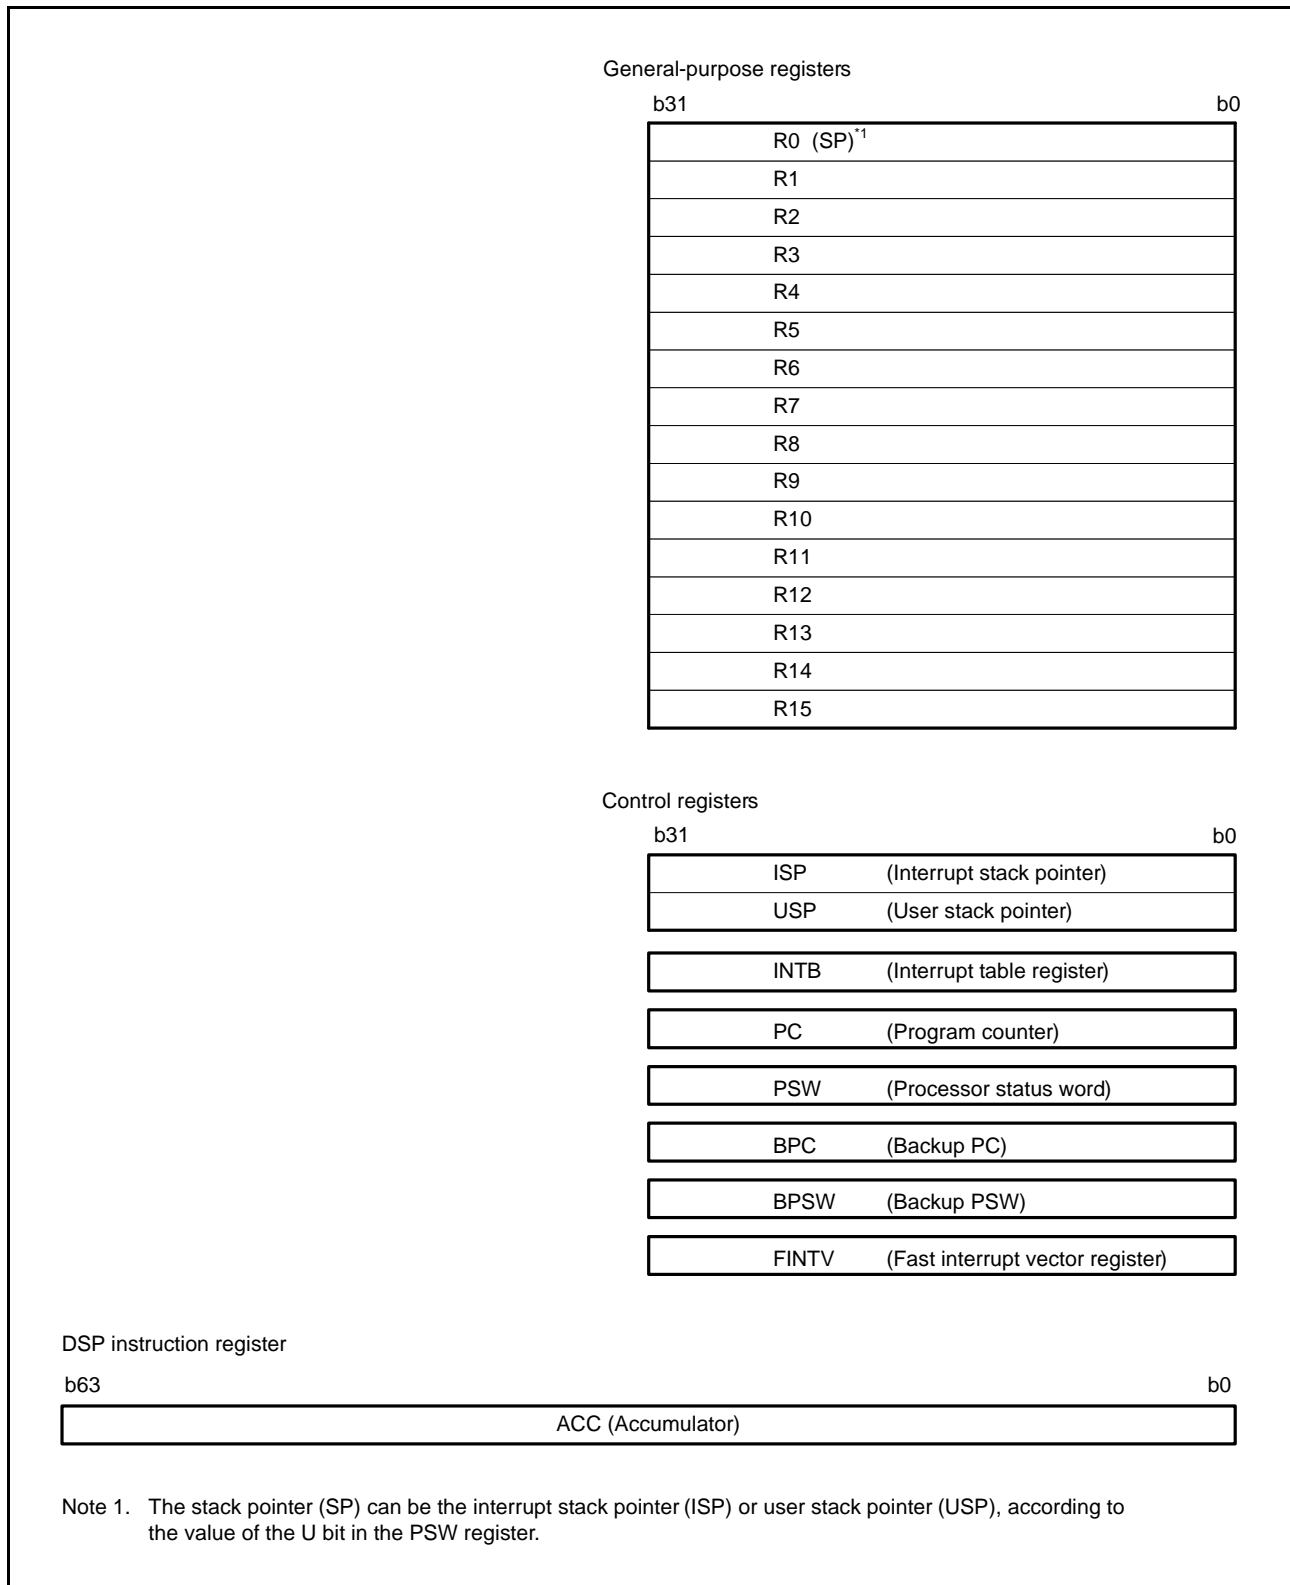 General-purpose registers
b31 b0
R0 (SP)*1
R1
R2
R3
R4
R5
R6
R7
R8
R9
R10
R11
R12
R13
R14
R15
Control registers
b31 b0
ISP (Interrupt stack pointer)
USP (User stack pointer)
INTB (Interrupt table register)
PC (Program counter)
PSW (Processor status word)
BPC (Backup PC)
BPSW (Backup PSW)
FINTV (Fast interrupt vector register)
DSP instruction register
b63 b0
ACC (Accumulator)
Note 1. The stack pointer (SP) can be the interrupt stack pointer (ISP) or user stack pointer (USP), according to
the value of the U bit in the PSW register.